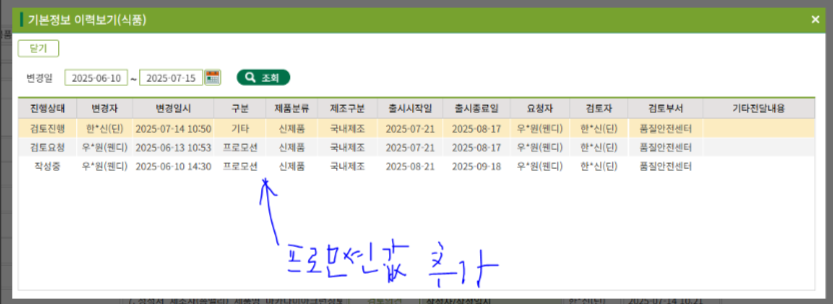 기본정보 이력보기(식품) ×
닫기
변경일 2025-06-10 ~ 2025-07-15 조회
진행상태 변경자 변경일시 구분 제품분류 제조구분 출시시작일 출시종료일 요청자 검토자 검토부서 기타전달내용
검토진행 한*신(딘) 2025-07-14 10:50 기타 신제품 국내제조 2025-07-21 2025-08-17 우*원(웬디) 한*신(딘) 품질안전센터
검토요청 우*원(웬디) 2025-06-13 10:53 프로모션 신제품 국내제조 2025-07-21 2025-08-17 우*원(웬디) 한*신(딘) 품질안전센터
작성중 우*원(웬디) 2025-06-10 14:30 프로모션 신제품 국내제조 2025-08-21 2025-09-18 우*원(웬디) 한*신(딘) 품질안전센터
프로모션값 추가